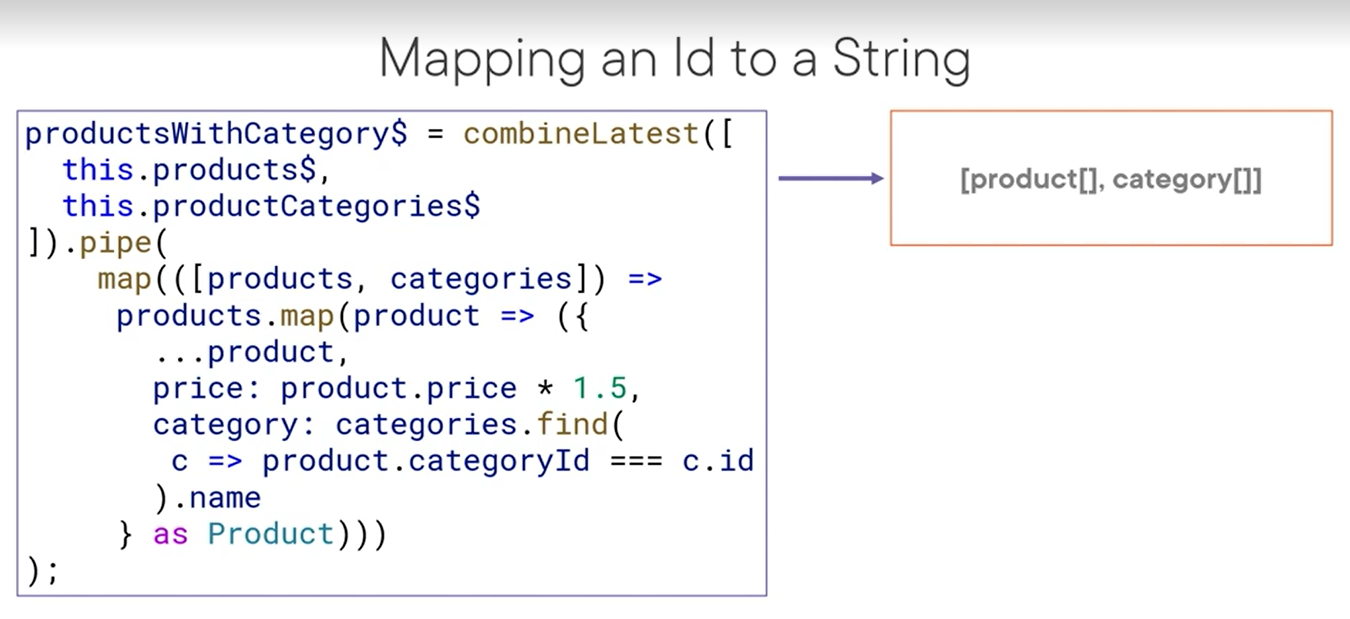 Mapping an Id to a String
productsWithCategory$ = combineLatest([
  this.products$,
  this.productCategories$
]).pipe(
    map(([products, categories]) =>
     products.map(product => ({
       ...product,
       price: product.price * 1.5,
       category: categories.find(
        c => product.categoryId === c.id
       ).name
     } as Product)))
);
[product[], category[]]